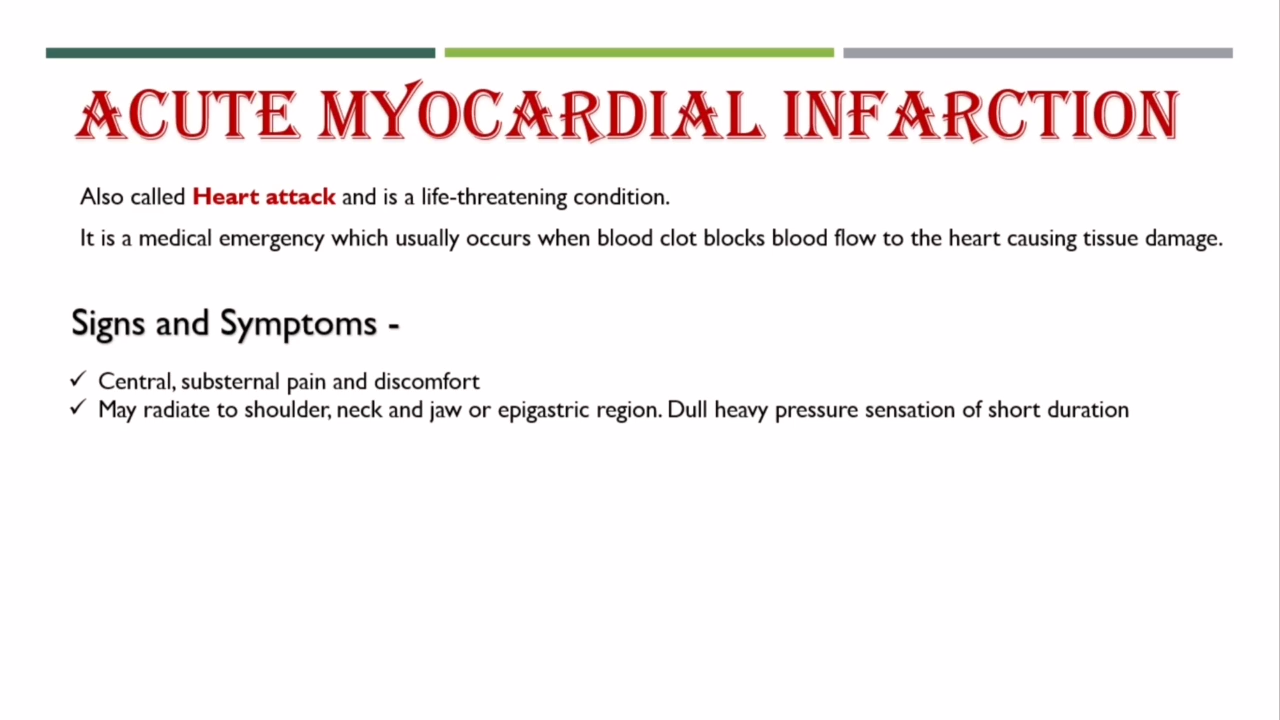 ACUTE MYOCARDIAL INFARCTION
Also called Heart attack and is a life-threatening condition.
It is a medical emergency which usually occurs when blood clot blocks blood flow to the heart causing tissue damage.
Signs and Symptoms -
✓ Central, substernal pain and discomfort
✓ May radiate to shoulder, neck and jaw or epigastric region. Dull heavy pressure sensation of short duration